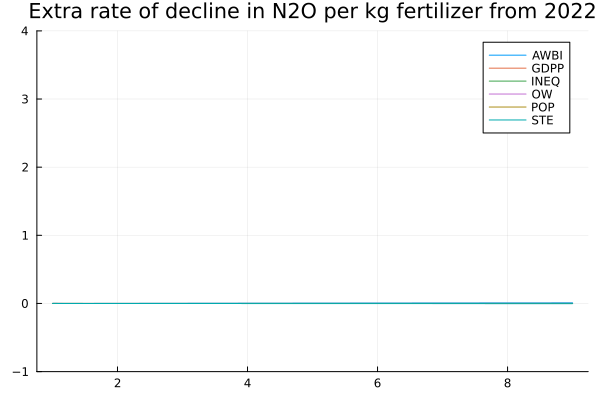 Extra rate of decline in N2O per kg fertilizer from 2022
4
3
2
1
0
−1
2
4
6
8
AWBI
GDPP
INEQ
OW
POP
STE